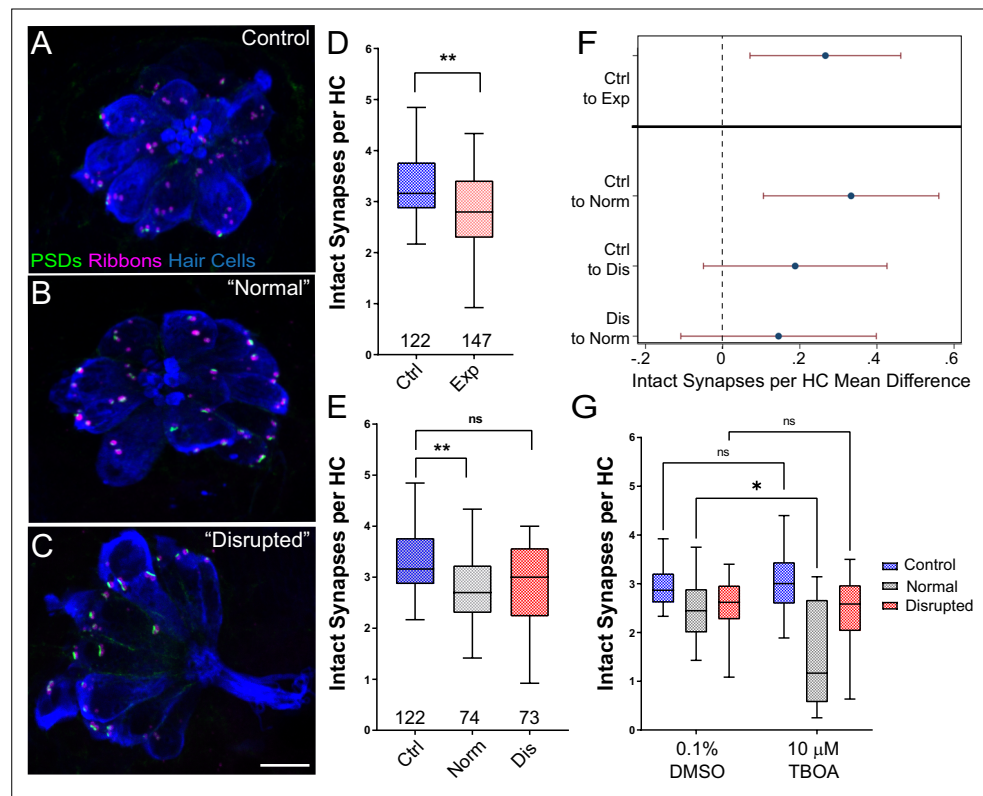 A
Control
PSDs Ribbons Hair Cells
B
“Normal”
C
“Disrupted”
D
Intact Synapses per HC
6
5
4
3
2
1
0
**
122
147
Ctrl
Exp
E
Intact Synapses per HC
6
5
4
3
2
1
0
ns
**
122
74
73
Ctrl
Norm
Dis
F
Ctrl
to Exp
Ctrl
to Norm
Ctrl
to Dis
Dis
to Norm
-.2
0
.2
.4
.6
Intact Synapses per HC Mean Difference
G
Intact Synapses per HC
6
5
4
3
2
1
0
ns
ns
*
Control
Normal
Disrupted
0.1%
DMSO
10 µM
TBOA